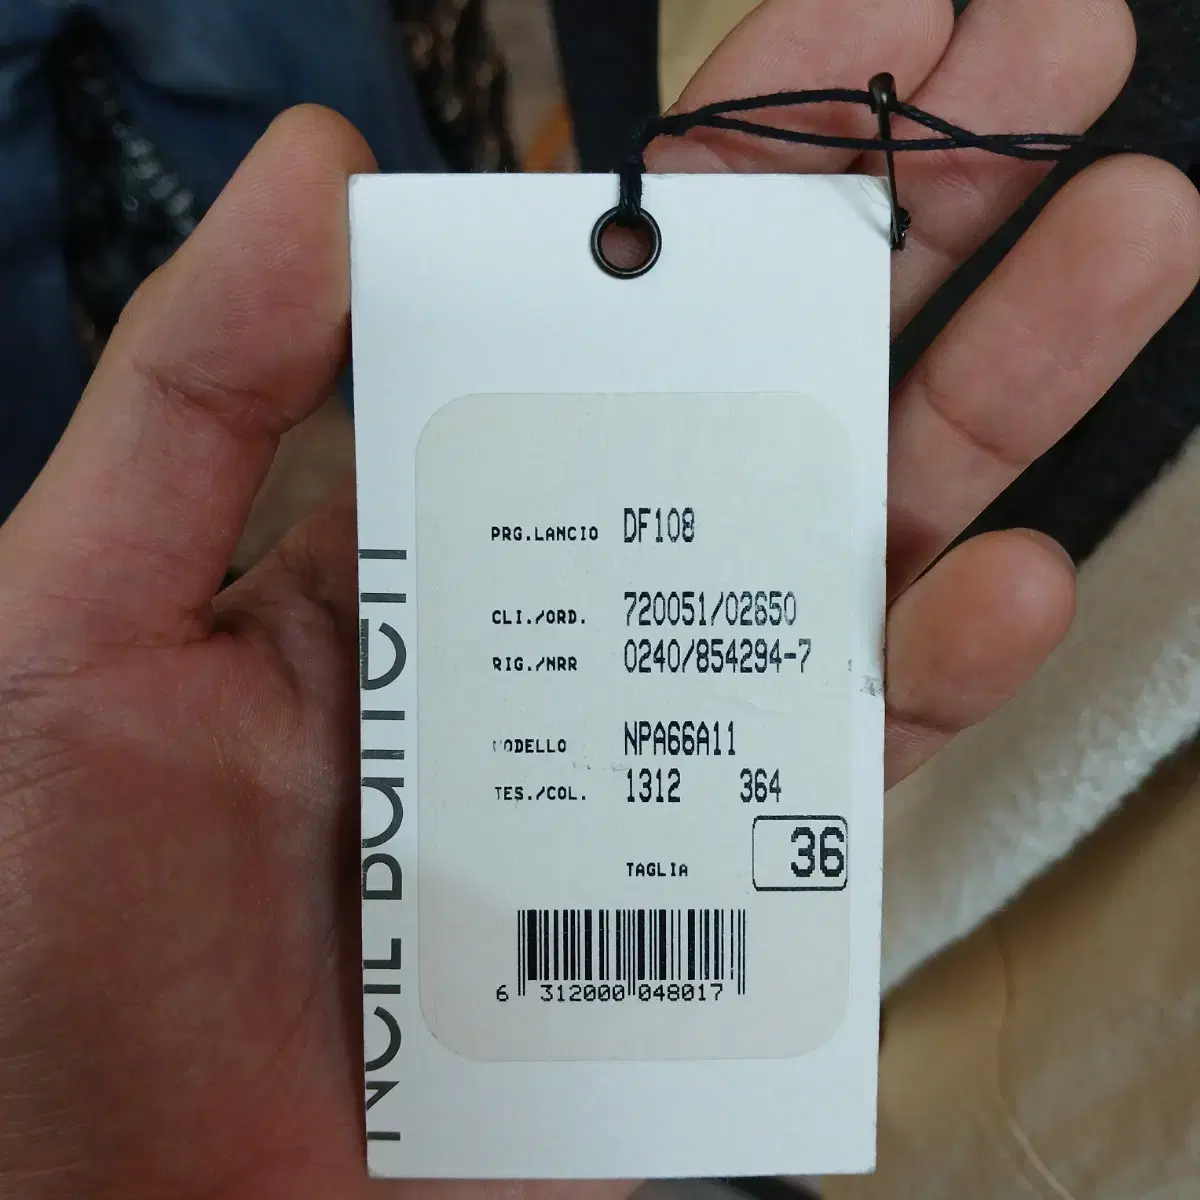 PRG.LANCIO DF108
CLI./ORD. 720051/02650
RIG./NRR 0240/854294-7
MODELLO NPA66A11
TES./COL. 1312 364
TAGLIA 36
6 312000 048017
Neil Barrett